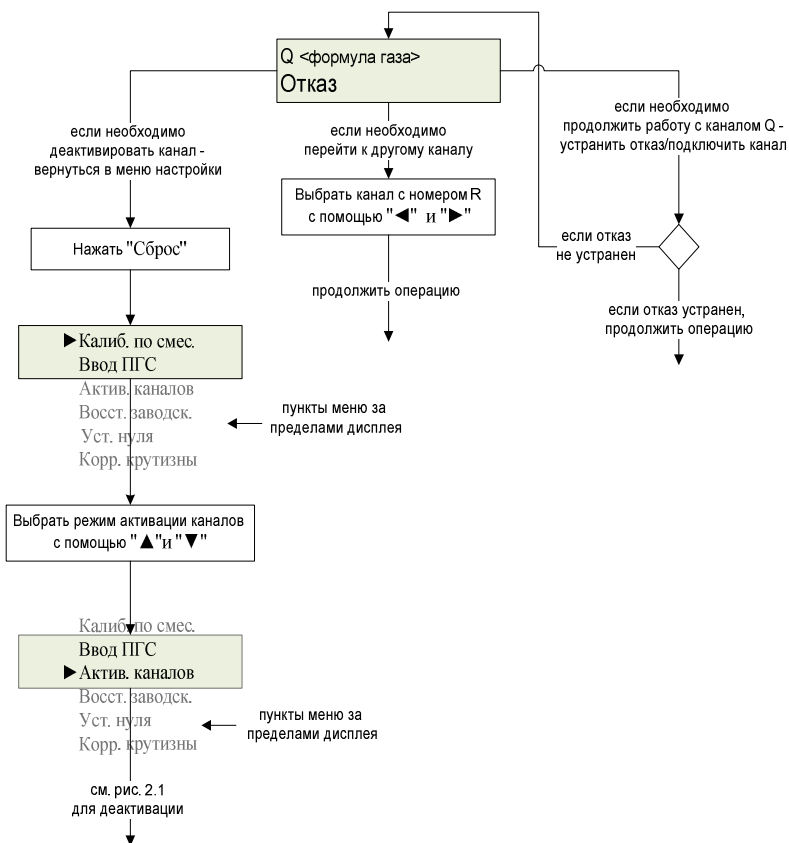 Q <формула газа>
Отказ
если необходимо
деактивировать канал -
вернуться в меню настройки
если необходимо
перейти к другому каналу
если необходимо
продолжить работу с каналом Q -
устранить отказ/подключить канал
Выбрать канал с номером R
с помощью "◄" и "►"
Нажать "Сброс"
если отказ
не устранен
продолжить операцию
если отказ устранен,
продолжить операцию
►Калиб. по смес.
Ввод ПГС
Актив. каналов
Восст. заводск.
Уст. нуля
Корр. крутизны
пункты меню за
пределами дисплея
Выбрать режим активации каналов
с помощью "▲"и "▼"
Калиб. по смес.
Ввод ПГС
►Актив. каналов
Восст. заводск.
Уст. нуля
Корр. крутизны
пункты меню за
пределами дисплея
см. рис. 2.1
для деактивации